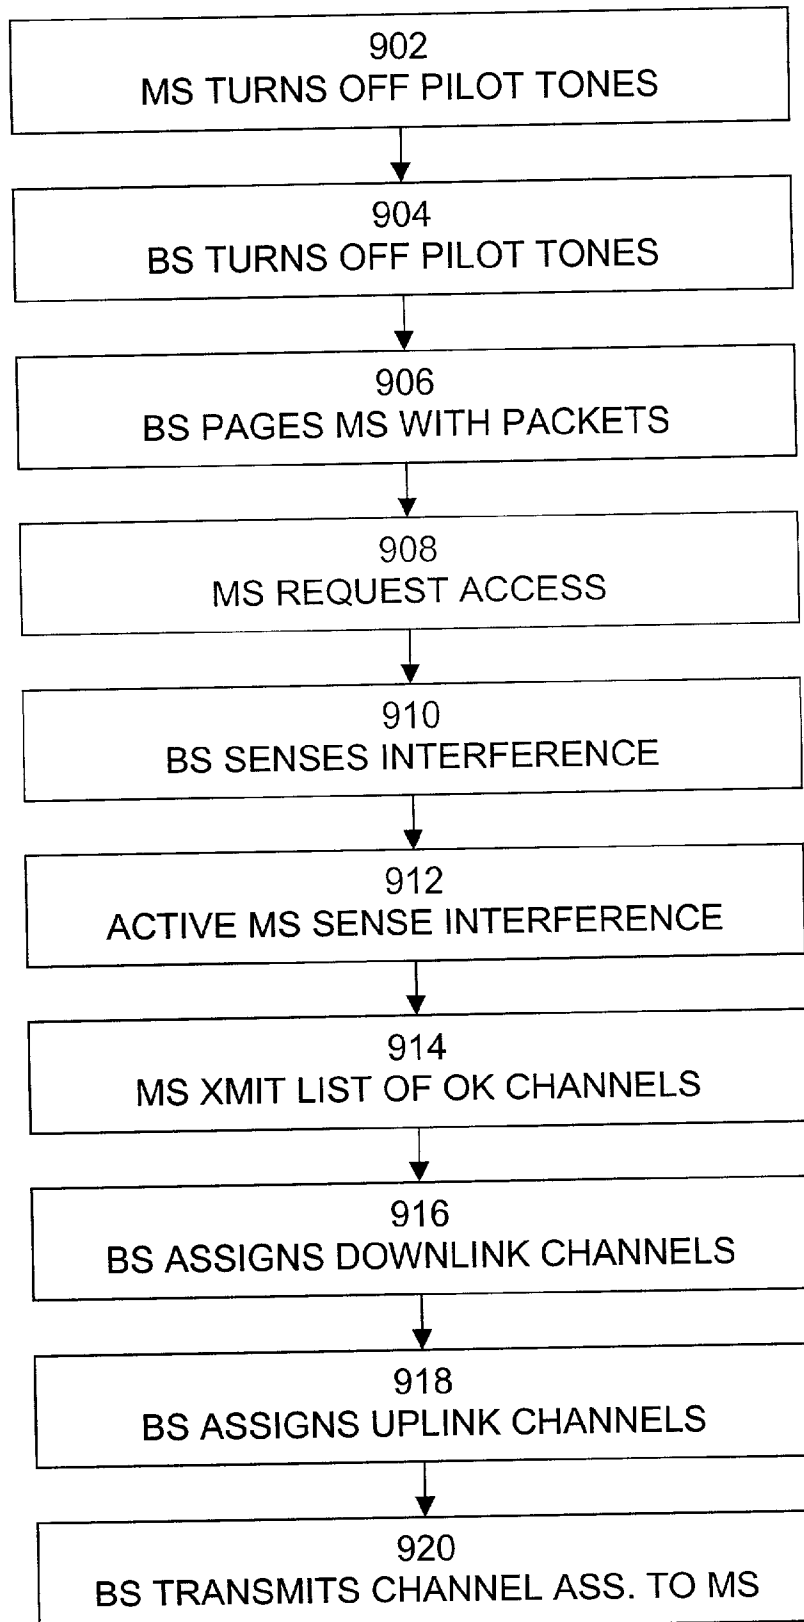 902
MS TURNS OFF PILOT TONES
904
BS TURNS OFF PILOT TONES
906
BS PAGES MS WITH PACKETS
908
MS REQUEST ACCESS
910
BS SENSES INTERFERENCE
912
ACTIVE MS SENSE INTERFERENCE
914
MS XMIT LIST OF OK CHANNELS
916
BS ASSIGNS DOWNLINK CHANNELS
918
BS ASSIGNS UPLINK CHANNELS
920
BS TRANSMITS CHANNEL ASS. TO MS